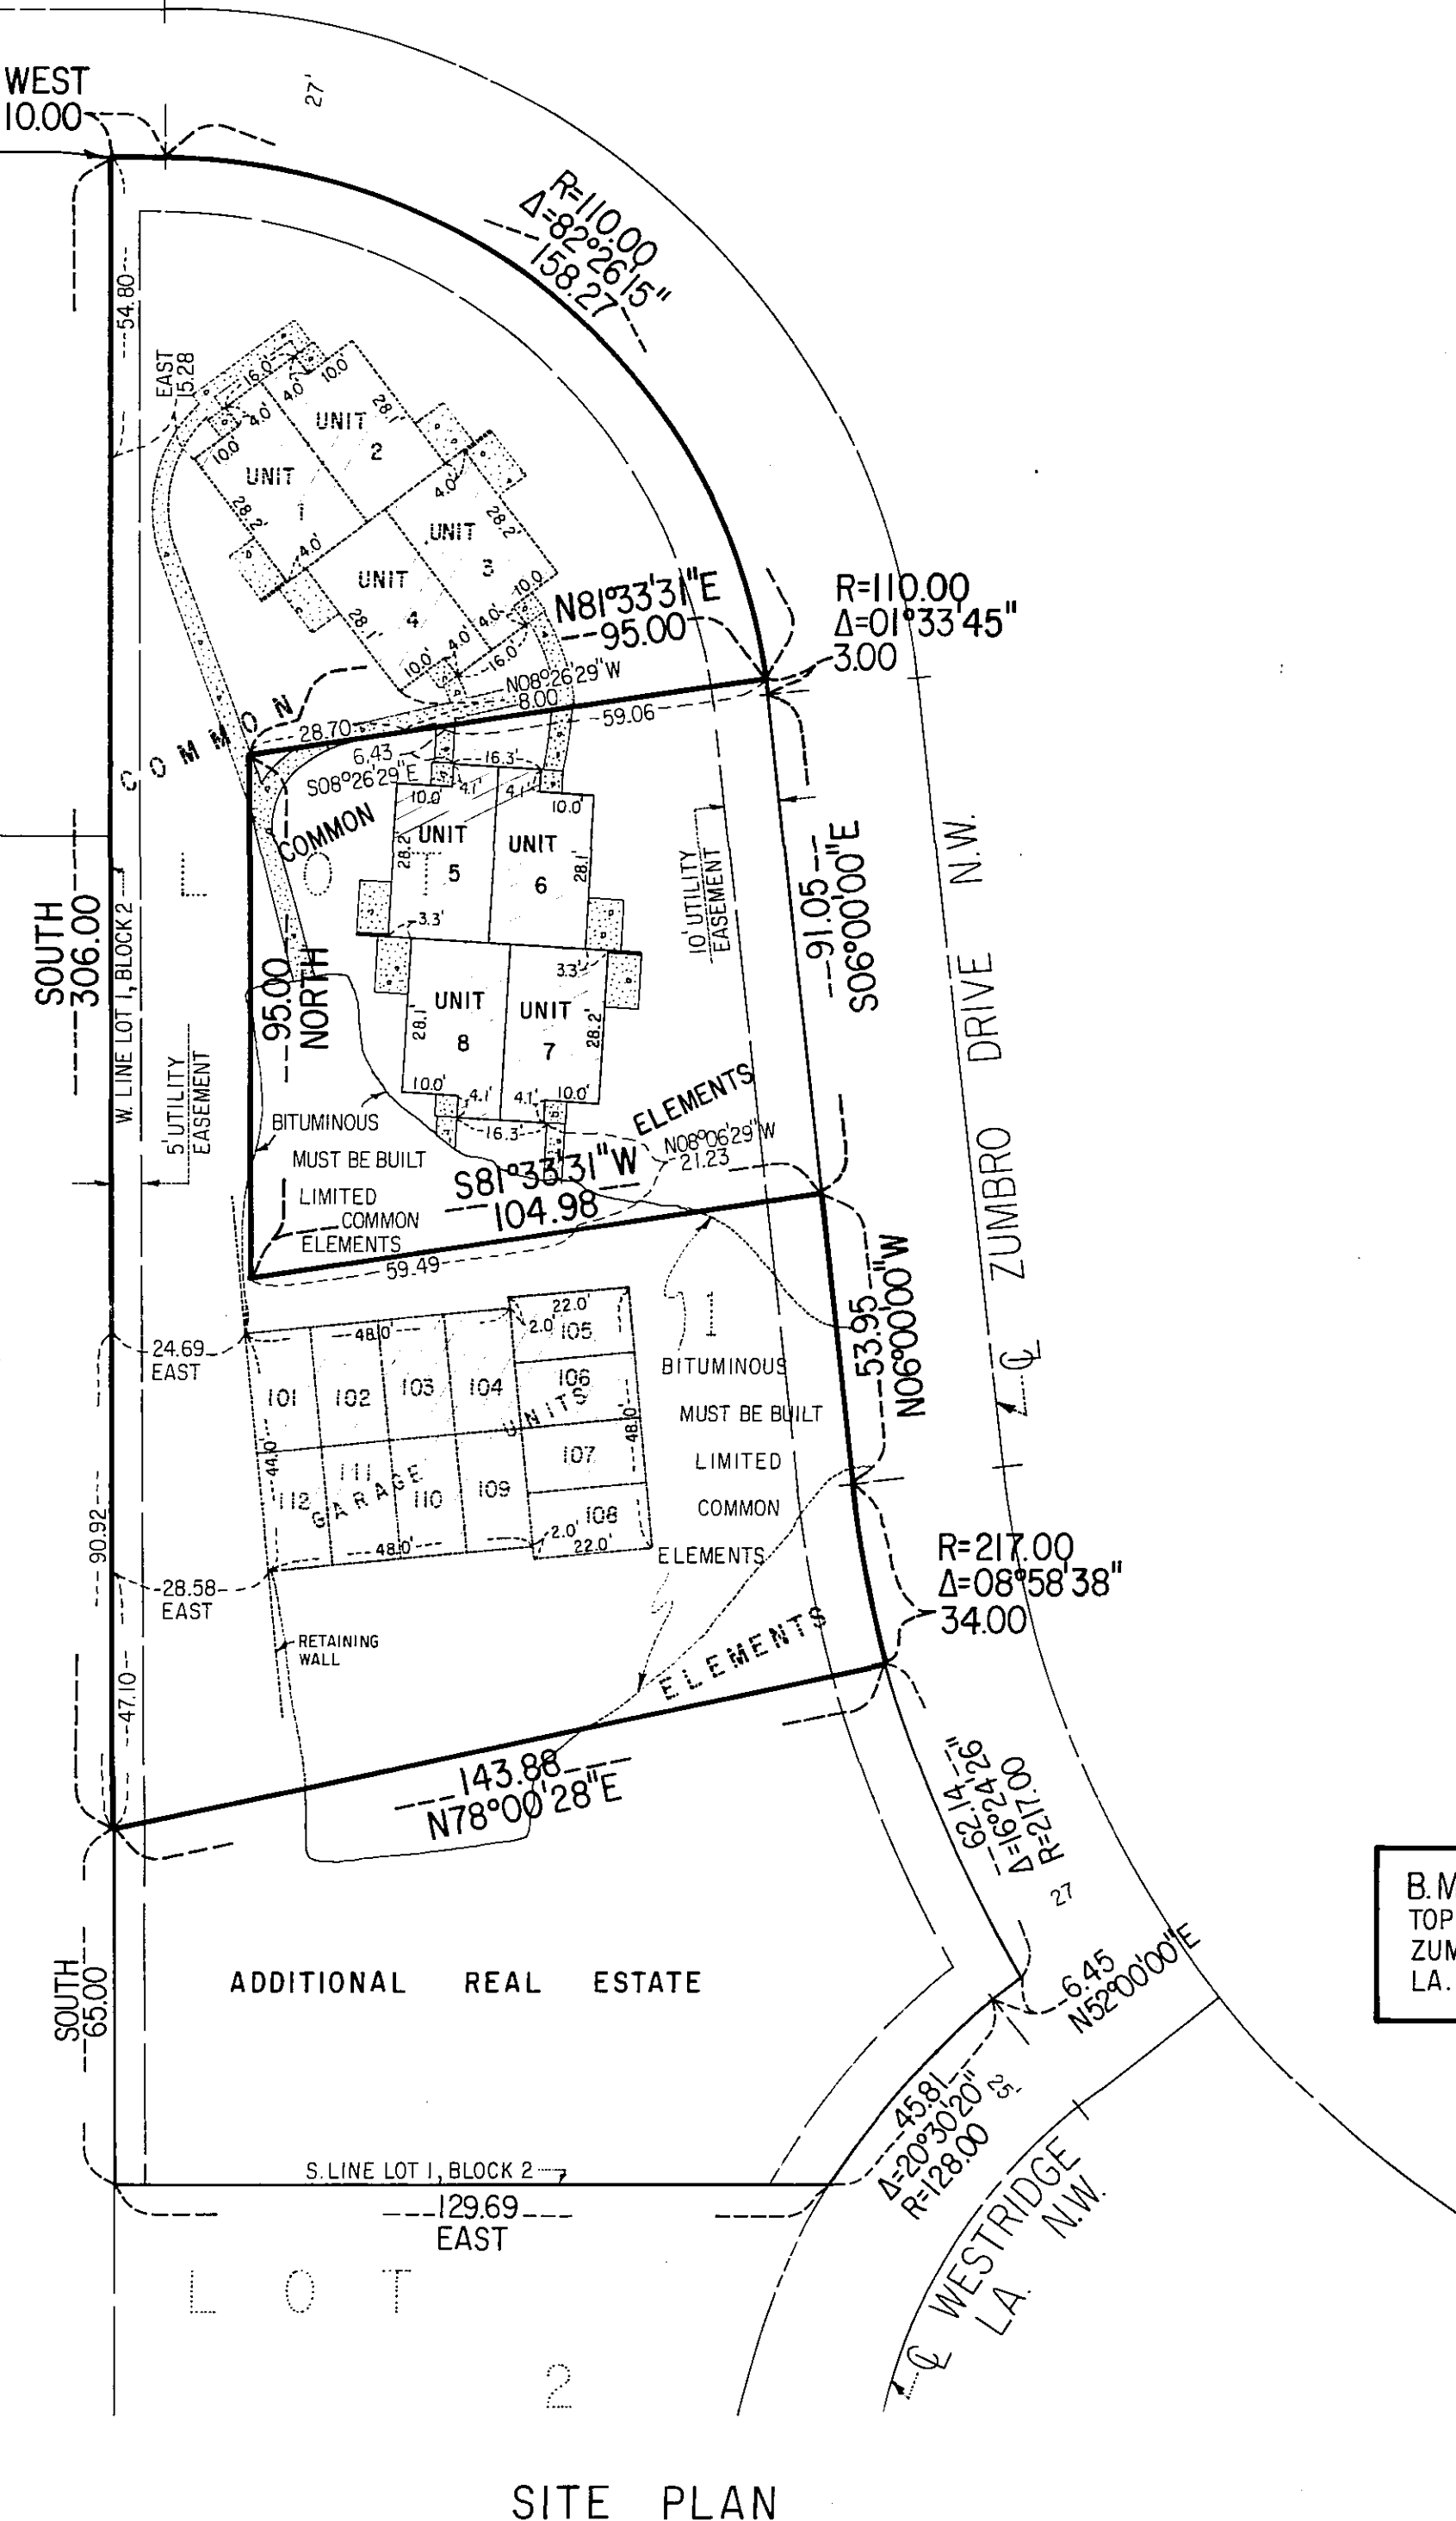 WEST
10.00
27'
R=110.00
Δ=82°26'15"
158.27
54.80
EAST
15.28
16.0'
4.0'
10.0'
4.0'
10.0'
28.1'
UNIT
2
UNIT
1
28.2'
4.0'
4.0'
UNIT
3
28.2'
UNIT
4
28.1'
10.0
4.0'
4.0'
10.0'
16.0'
N81°33'31"E
95.00
R=110.00
Δ=01°33'45"
3.00
N08°26'29"W
8.00
59.06
28.70
6.43
S08°26'29"E
COMMON
COMMON
16.3'
10.0'
4.1'
4.1'
10.0'
UNIT
5
28.2'
UNIT
6
28.1'
3.3'
3.3'
UNIT
8
28.1'
UNIT
7
28.2'
10.0'
4.1'
4.1'
10.0'
16.3'
LOT
1
10' UTILITY
EASEMENT
91.05
S06°00'00"E
ZUMBRO DRIVE N.W.
℄
SOUTH
306.00
W. LINE LOT 1, BLOCK 2
95.00
NORTH
5' UTILITY
EASEMENT
ELEMENTS
BITUMINOUS
MUST BE BUILT
LIMITED
COMMON
ELEMENTS
N08°06'29"W
21.23
S81°33'31"W
104.98
59.49
53.95
N06°00'00"W
24.69
EAST
48.0'
22.0'
2.0'
105
101
102
103
104
106
48.0'
107
44.0'
112
111
110
109
108
GARAGE UNITS
48.0'
2.0'
22.0'
BITUMINOUS
MUST BE BUILT
LIMITED
COMMON
ELEMENTS
90.92
28.58
EAST
RETAINING
WALL
47.10
ELEMENTS
R=217.00
Δ=08°58'38"
34.00
143.88
N78°00'28"E
62.14
Δ=16°24'26"
R=217.00
27
6.45
N52°00'00"E
SOUTH
65.00
ADDITIONAL REAL ESTATE
45.81
Δ=20°30'20"
R=128.00
25'
S. LINE LOT 1, BLOCK 2
129.69
EAST
℄ WESTRIDGE
LA. N.W.
LOT
2
B.M
TOP
ZUM
LA.
SITE PLAN